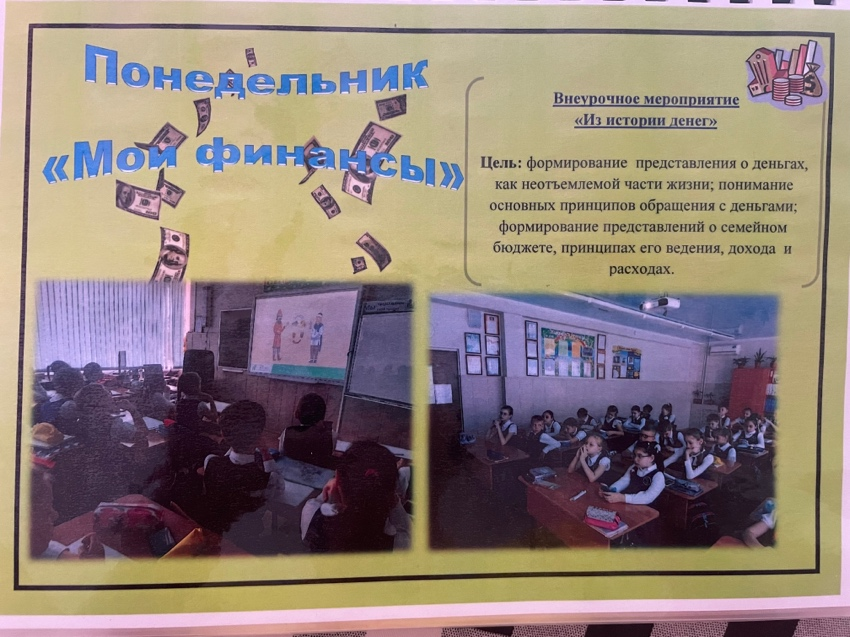 Понедельник
«Мои финансы»
Внеурочное мероприятие
«Из истории денег»
Цель: формирование представления о деньгах,
как неотъемлемой части жизни; понимание
основных принципов обращения с деньгами;
формирование представлений о семейном
бюджете, принципах его ведения, дохода и
расходах.